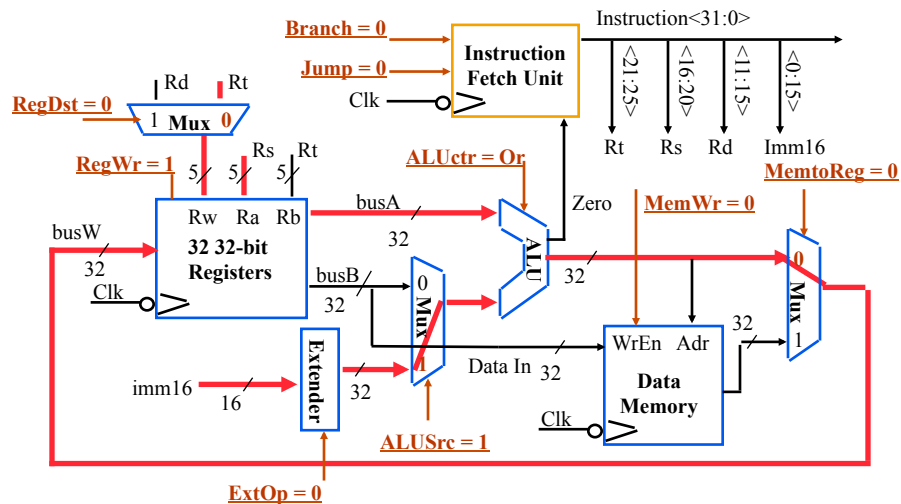 Instruction<31:0>
Branch = 0
Instruction
Fetch Unit
Jump = 0
Clk
<21:25>
<16:20>
<11:15>
<0:15>
Rt
Rs
Rd
Imm16
Rd
Rt
RegDst = 0
1
Mux
0
RegWr = 1
5
5
5
Rs
Rt
ALUctr = Or
Zero
MemWr = 0
MemtoReg = 0
busW
32
Rw
Ra
Rb
32 32-bit
Registers
Clk
busA
32
busB
32
0
Mux
1
ALU
32
0
Mux
1
32
WrEn
Adr
Data In
32
Data
Memory
Clk
imm16
16
Extender
32
ALUSrc = 1
ExtOp = 0